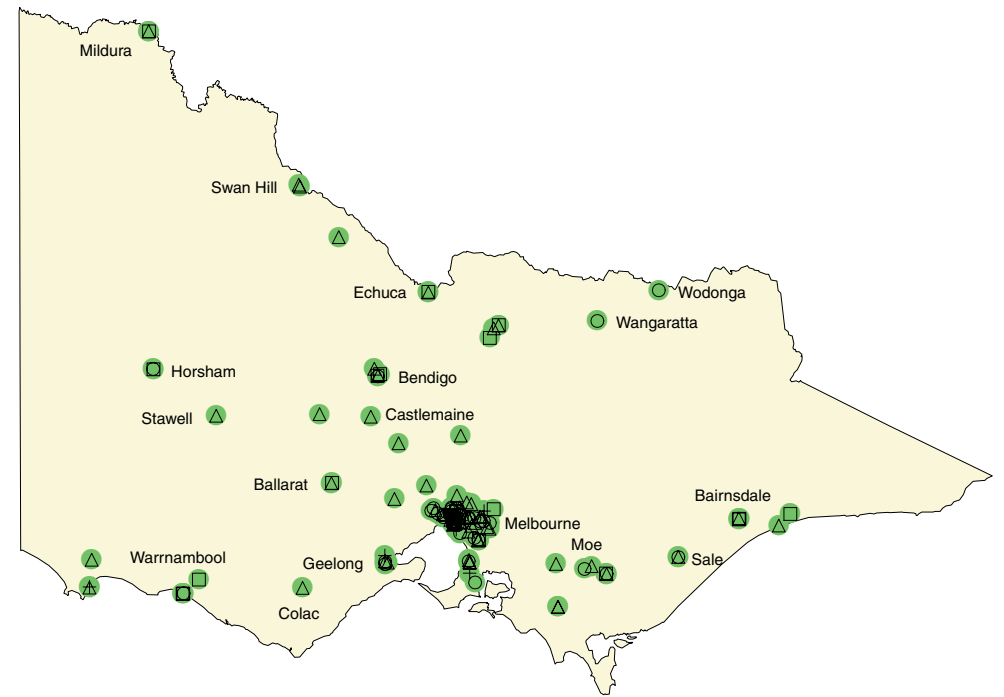 Mildura
Swan Hill
Echuca
Wodonga
Wangaratta
Horsham
Bendigo
Stawell
Castlemaine
Ballarat
Bairnsdale
Melbourne
Moe
Warrnambool
Geelong
Sale
Colac